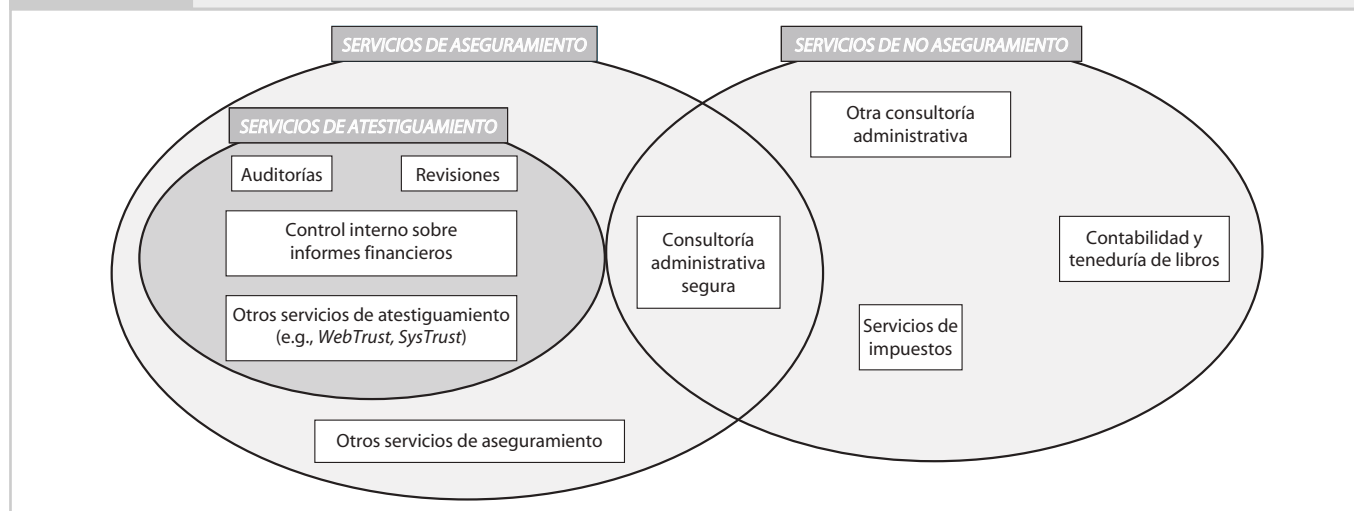 SERVICIOS DE ASEGURAMIENTO
SERVICIOS DE NO ASEGURAMIENTO
SERVICIOS DE ATESTIGUAMIENTO
Auditorías
Revisiones
Control interno sobre
informes financieros
Otros servicios de atestiguamiento
(e.g., WebTrust, SysTrust)
Otros servicios de aseguramiento
Consultoría
administrativa
segura
Otra consultoría
administrativa
Contabilidad y
teneduría de libros
Servicios de
impuestos